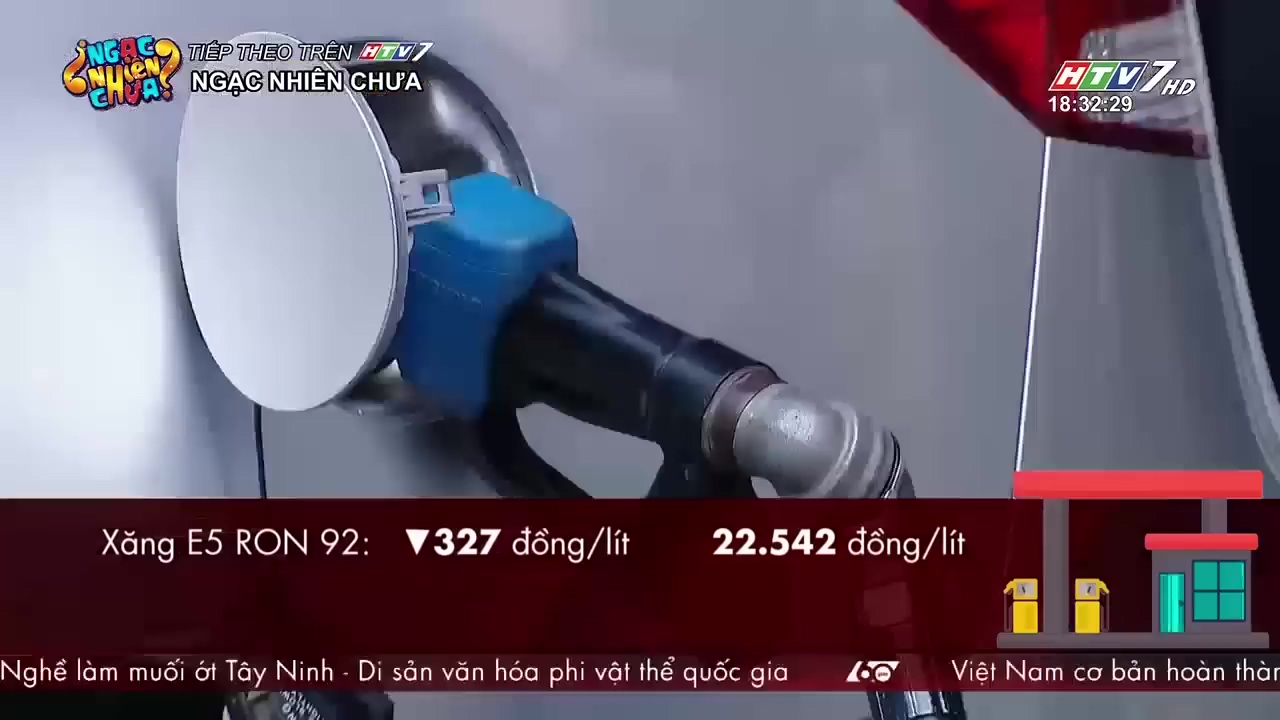 ¿NGẠC NHIÊN CHƯA?
TIẾP THEO TRÊN HTV7
NGẠC NHIÊN CHƯA
HTV7 HD
18:32:29
Xăng E5 RON 92: ▼327 đồng/lít 22.542 đồng/lít
Nghề làm muối ớt Tây Ninh - Di sản văn hóa phi vật thể quốc gia 60 Việt Nam cơ bản hoàn thàn